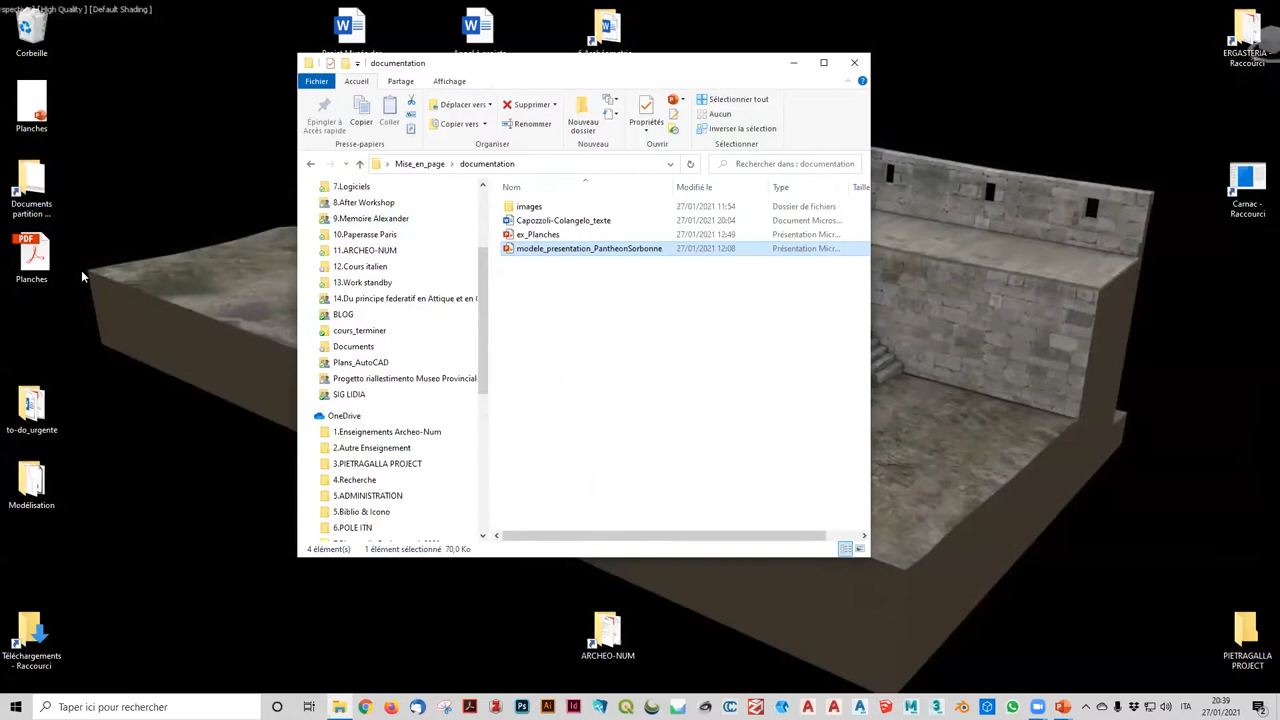 [High Quality ] [Default Shading ]
Corbeille
Planches
Documents
partition ...
Planches
to-do_urgente
Modélisation
Téléchargements
- Raccourci
ARCHEO-NUM
ERGASTERIA
Raccourci
Carnac -
Raccourci
PIETRAGALLA
PROJECT
documentation
Fichier
Accueil
Partage
Affichage
Épingler à
Accès rapide
Copier
Coller
Déplacer vers
Copier vers
Supprimer
Renommer
Nouveau
dossier
Propriétés
Sélectionner tout
Aucun
Inverser la sélection
Presse-papiers
Organiser
Nouveau
Ouvrir
Sélectionner
Mise_en_page > documentation
Rechercher dans : documentation
Nom Modifié le Type Taille
images 27/01/2021 11:54 Dossier de fichiers
Capozzoli-Colangelo_texte 27/01/2021 20:04 Document Micros...
ex_Planches 27/01/2021 12:49 Présentation Micr...
modele_presentation_PantheonSorbonne 27/01/2021 12:08 Présentation Micr...
7.Logiciels
8.After Workshop
9.Memoire Alexander
10.Paperasse Paris
11.ARCHEO-NUM
12.Cours italien
13.Work standby
14.Du principe federatif en Attique et en
BLOG
cours_terminer
Documents
Plans_AutoCAD
Progetto riallestimento Museo Provincial
SIG LIDIA
OneDrive
1.Enseignements Archeo-Num
2.Autre Enseignement
3.PIETRAGALLA PROJECT
4.Recherche
5.ADMINISTRATION
5.Biblio & Icono
6.POLE ITN
4 élément(s) 1 élément sélectionné 70,0 Ko
Taper ici pour rechercher
ITA
20:39
27/01/2021